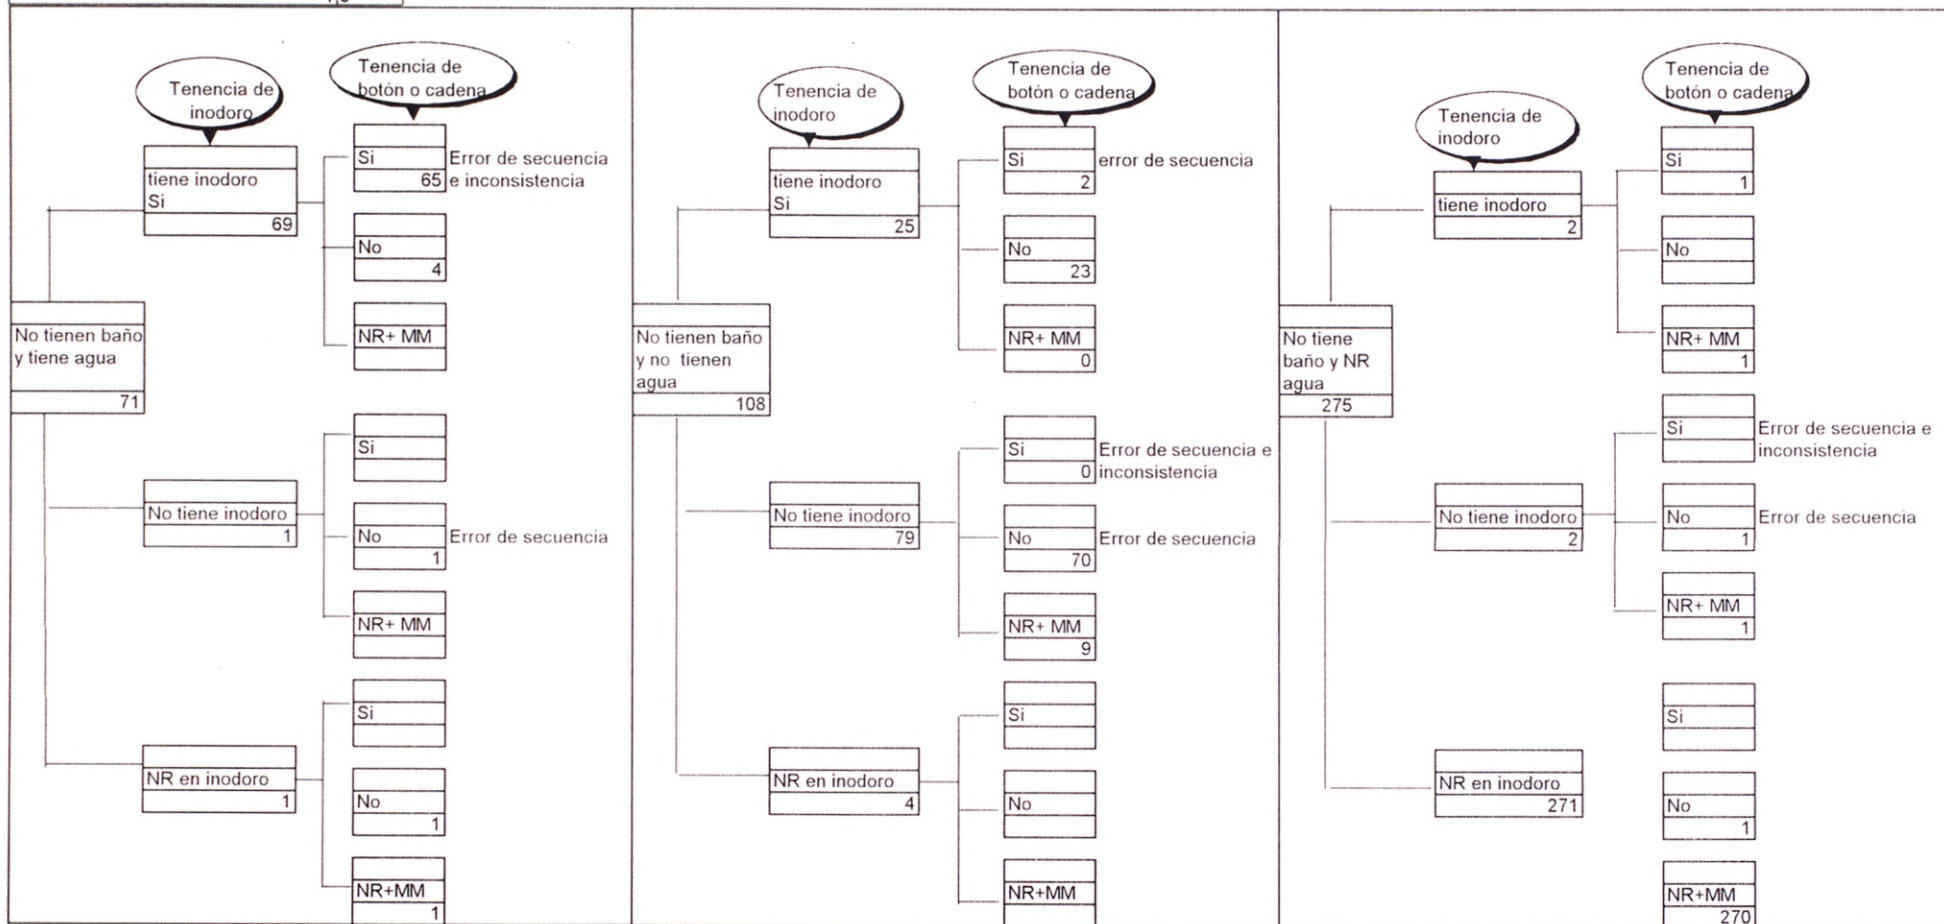 Tenencia de
inodoro
Tenencia de
botón o cadena
tiene inodoro
Si
69
Si
65
Error de secuencia
e inconsistencia
No
4
NR+ MM
No tienen baño
y tiene agua
71
No tiene inodoro
1
Si
No
1
Error de secuencia
NR+ MM
NR en inodoro
1
Si
No
1
NR+MM
1
Tenencia de
inodoro
Tenencia de
botón o cadena
tiene inodoro
Si
25
Si
2
error de secuencia
No
23
NR+ MM
0
No tienen baño
y no tienen
agua
108
No tiene inodoro
79
Si
0
Error de secuencia e
inconsistencia
No
70
Error de secuencia
NR+ MM
9
NR en inodoro
4
Si
No
NR+MM
Tenencia de
inodoro
Tenencia de
botón o cadena
tiene inodoro
2
Si
1
No
NR+ MM
1
No tiene
baño y NR
agua
275
No tiene inodoro
2
Si
Error de secuencia e
inconsistencia
No
1
Error de secuencia
NR+ MM
1
NR en inodoro
271
Si
No
1
NR+MM
270